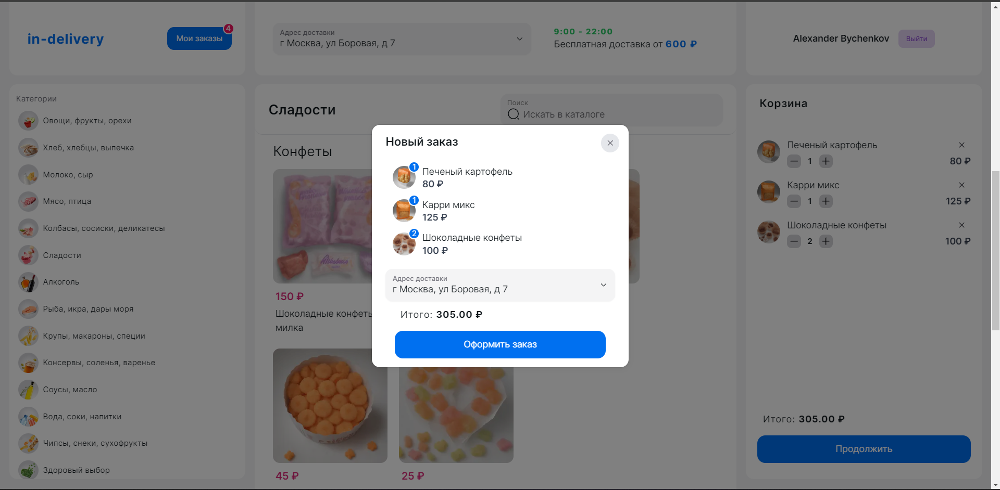 in-delivery
Мои заказы
4
Адрес доставки
г Москва, ул Боровая, д 7
9:00 - 22:00
Бесплатная доставка от 600 ₽
Alexander Bychenkov
Выйти
Категории
Овощи, фрукты, орехи
Хлеб, хлебцы, выпечка
Молоко, сыр
Мясо, птица
Колбасы, сосиски, деликатесы
Сладости
Алкоголь
Рыба, икра, дары моря
Крупы, макароны, специи
Консервы, соленья, варенье
Соусы, масло
Вода, соки, напитки
Чипсы, снеки, сухофрукты
Здоровый выбор
Сладости
Поиск
Искать в каталоге
Конфеты
150 ₽
Шоколадные конфеты
милка
45 ₽
25 ₽
Новый заказ
1
Печеный картофель
80 ₽
1
Карри микс
125 ₽
2
Шоколадные конфеты
100 ₽
Адрес доставки
г Москва, ул Боровая, д 7
Итого: 305.00 ₽
Оформить заказ
Корзина
Печеный картофель
1
80 ₽
Карри микс
1
125 ₽
Шоколадные конфеты
2
100 ₽
Итого: 305.00 ₽
Продолжить